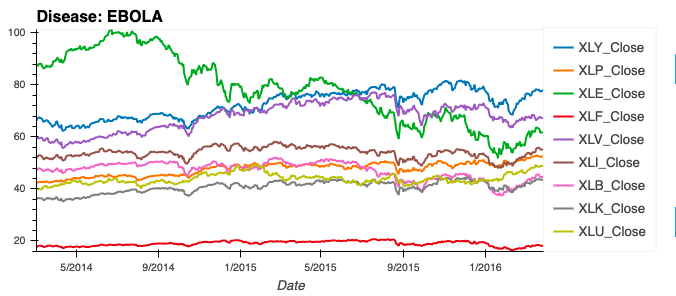 Disease: EBOLA
100
80
60
40
20
5/2014
9/2014
1/2015
5/2015
9/2015
1/2016
Date
XLY_Close
XLP_Close
XLE_Close
XLF_Close
XLV_Close
XLI_Close
XLB_Close
XLK_Close
XLU_Close